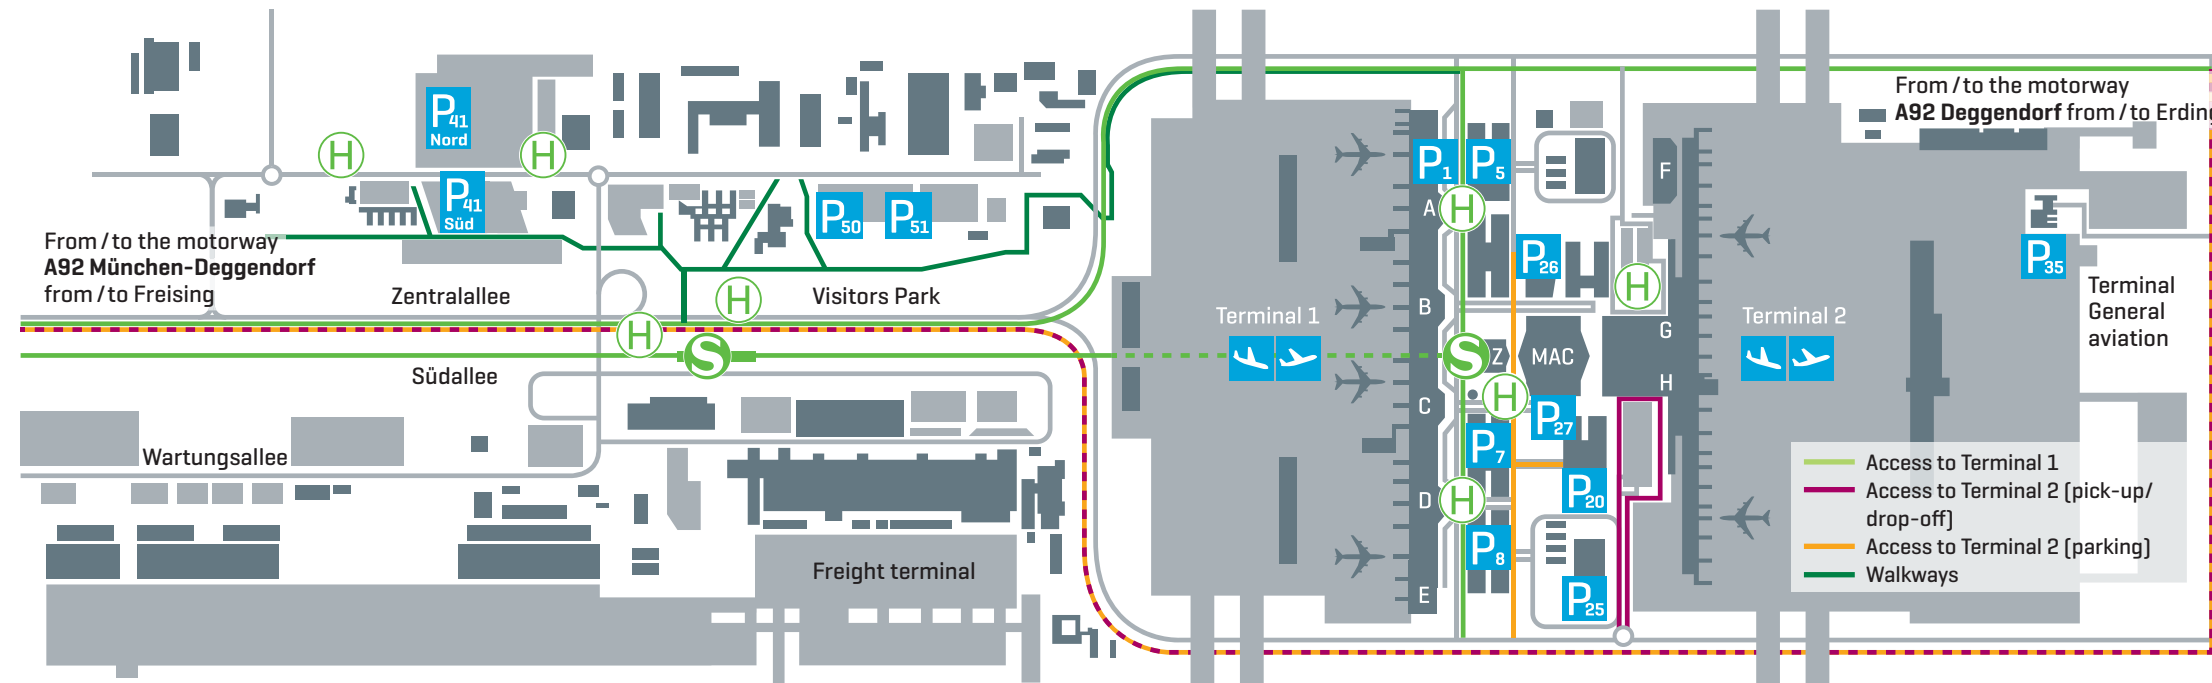 From / to the motorway
A92 Deggendorf from / to Erding
P41
Nord
H
H
P1
P5
F
P41
Süd
P50
P51
A
H
From / to the motorway
A92 München-Deggendorf
from / to Freising
P26
P35
Zentralallee
H
Visitors Park
H
Terminal
General
aviation
B
Terminal 1
G
Terminal 2
H
S
S
Z
MAC
Südallee
H
H
C
P27
P7
Wartungsallee
Access to Terminal 1
Access to Terminal 2 (pick-up/
drop-off)
Access to Terminal 2 (parking)
Walkways
D
H
P20
P8
Freight terminal
E
P25